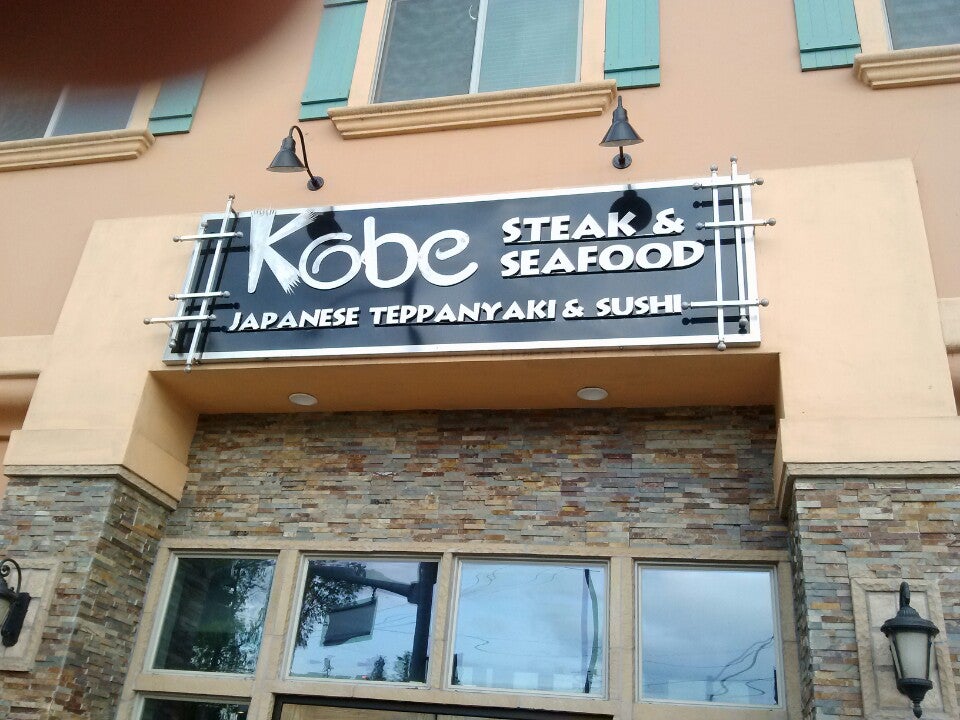 Kobe STEAK &
SEAFOOD
JAPANESE TEPPANYAKI & SUSHI